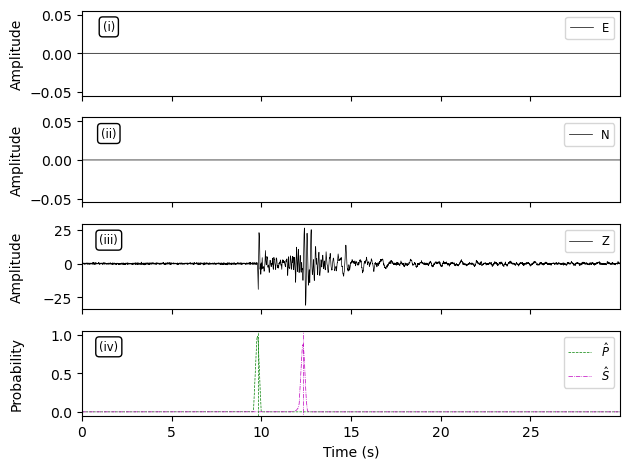 (i)
E
0.05
0.00
−0.05
Amplitude
(ii)
N
0.05
0.00
−0.05
Amplitude
(iii)
Z
25
0
−25
Amplitude
(iv)
P̂
Ŝ
1.0
0.5
0.0
Probability
0 5 10 15 20 25
Time (s)